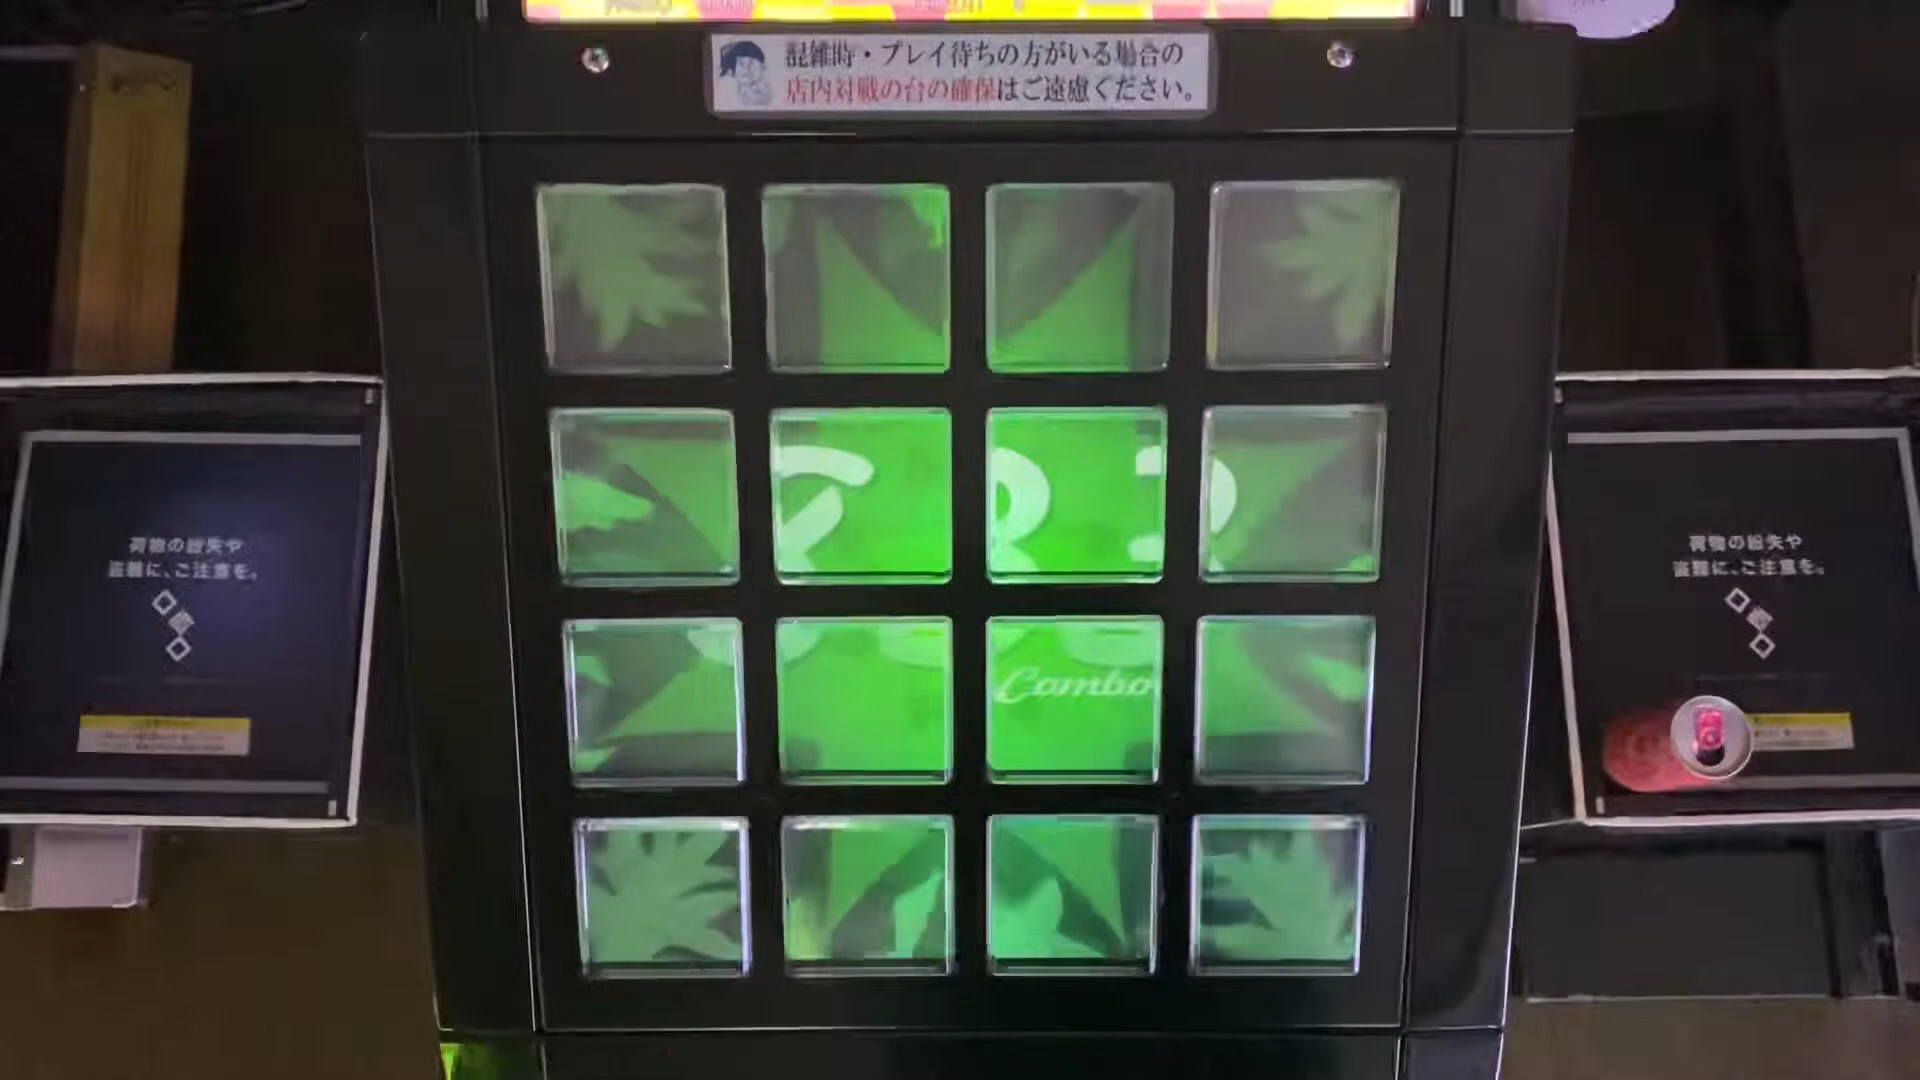 混雑時・プレイ待ちの方がいる場合の
店内対戦の台の確保はご遠慮ください。
荷物の紛失や
盗難に、ご注意を。
Combo
荷物の紛失や
盗難に、ご注意を。